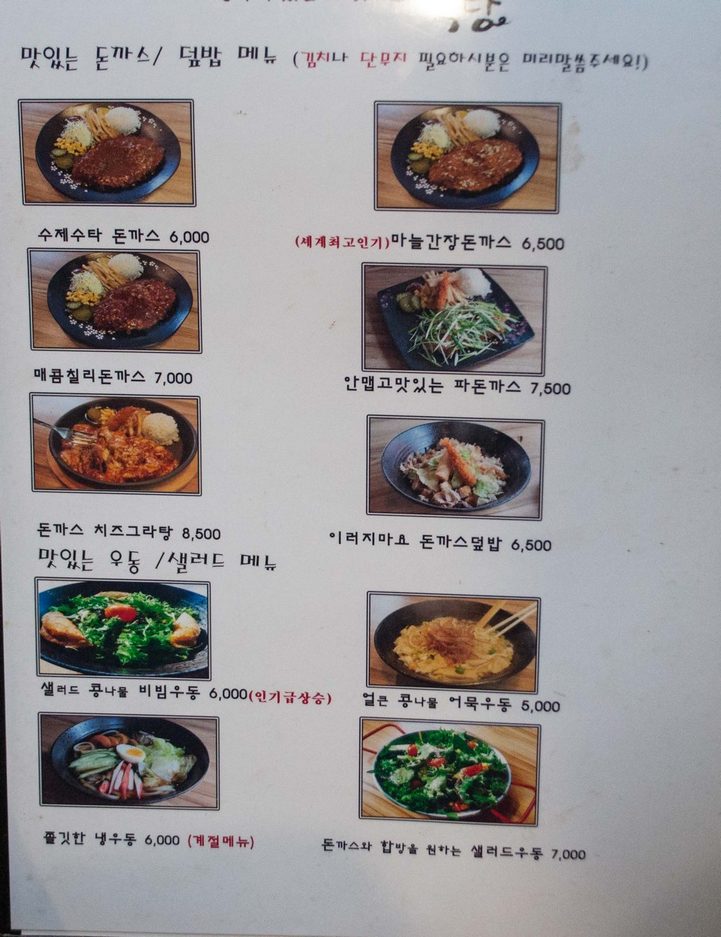 당
맛있는 돈까스/ 덮밥 메뉴 (김치나 단무지 필요하시분은 미리말씀주세요!)
수제수타 돈까스 6,000
(세계최고인기)마늘간장돈까스 6,500
매콤칠리돈까스 7,000
안맵고맛있는 파돈까스 7,500
돈까스 치즈그라탕 8,500
이러지마요 돈까스덮밥 6,500
맛있는 우동 /샐러드 메뉴
샐러드 콩나물 비빔우동 6,000(인기급상승)
얼큰 콩나물 어묵우동 5,000
쫄깃한 냉우동 6,000 (계절메뉴)
돈까스와 합방을 원하는 샐러드우동 7,000